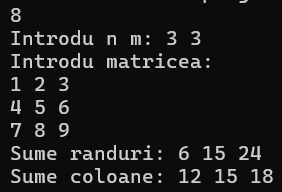 8
Introdu n m: 3 3
Introdu matricea:
1 2 3
4 5 6
7 8 9
Sume randuri: 6 15 24
Sume coloane: 12 15 18